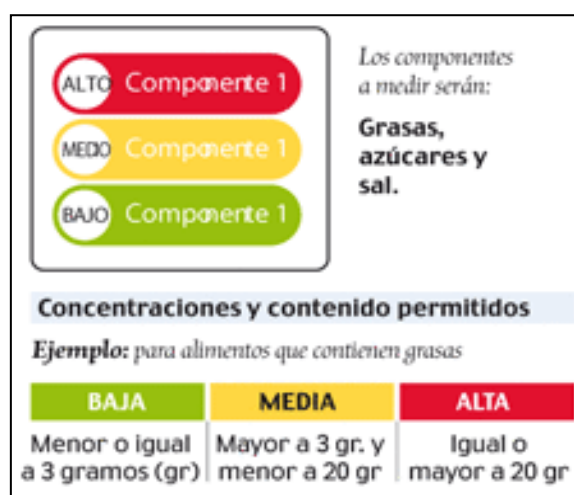 ALTO Componente 1
MEDIO Componente 1
BAJO Componente 1
Los componentes
a medir serán:
Grasas,
azúcares y
sal.
Concentraciones y contenido permitidos
Ejemplo: para alimentos que contienen grasas
BAJA MEDIA ALTA
Menor o igual Mayor a 3 gr. y Igual o
a 3 gramos (gr) menor a 20 gr mayor a 20 gr